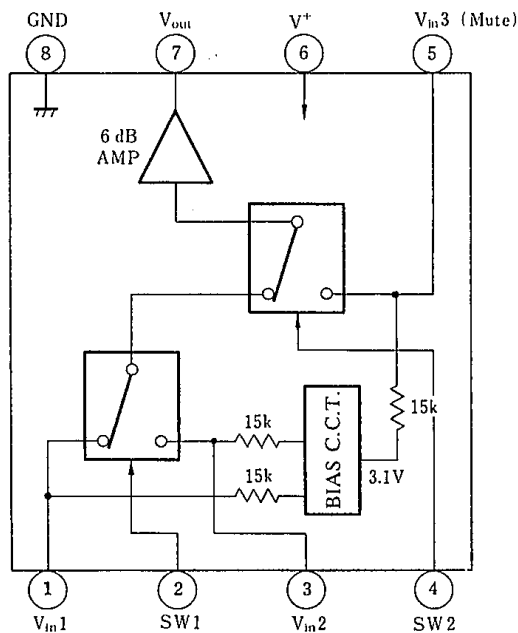 GND
Vout
V+
Vin3 (Mute)
8
7
6
5
6 dB
AMP
15k
15k
BIAS C.C.T.
15k
3.1V
1
2
3
4
Vin1
SW1
Vin2
SW2